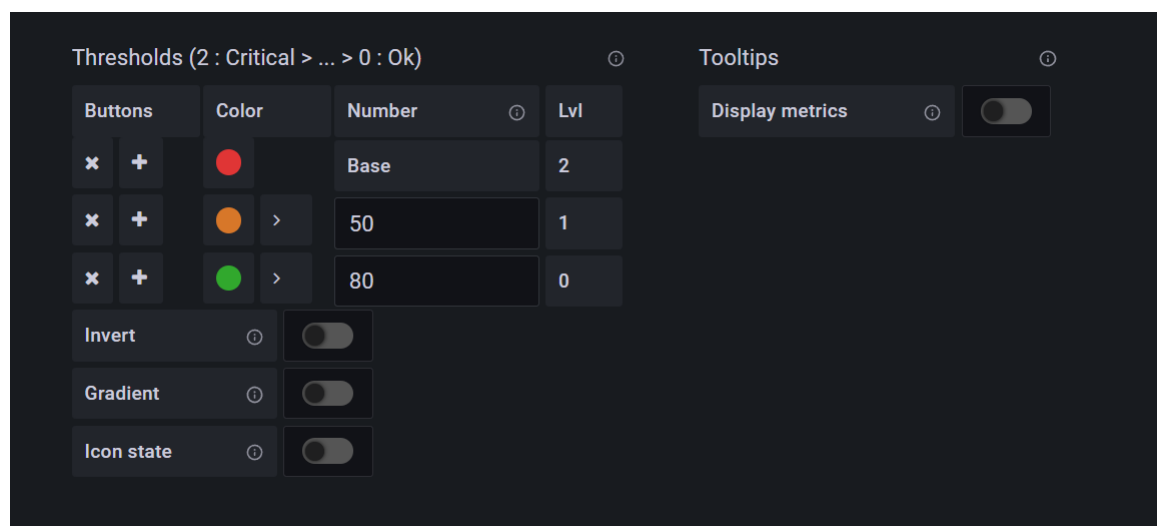 Thresholds (2 : Critical > ... > 0 : Ok)
Buttons Color Number Lvl
Base 2
> 50 1
> 80 0
Invert
Gradient
Icon state
Tooltips
Display metrics